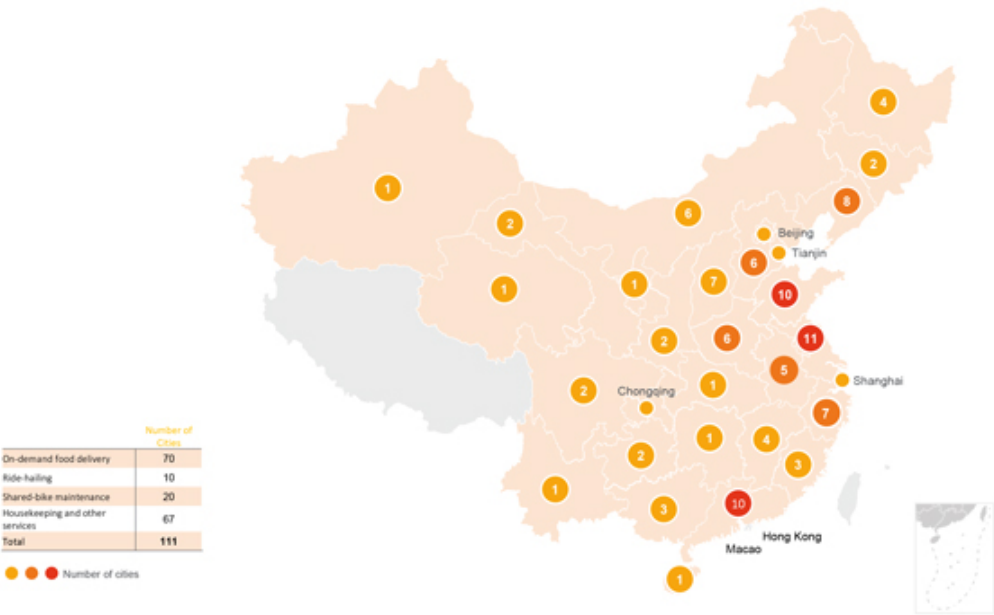 4
2
8
1
6
2
Beijing
Tianjin
6
1
1
7
10
2
6
11
5
2
Chongqing
1
Shanghai
7
2
1
4
3
1
3
10
Hong Kong
Macao
1
Number of
Cities
On-demand food delivery 70
Ride-hailing 10
Shared-bike maintenance 20
Housekeeping and other
services 67
Total 111
Number of cities